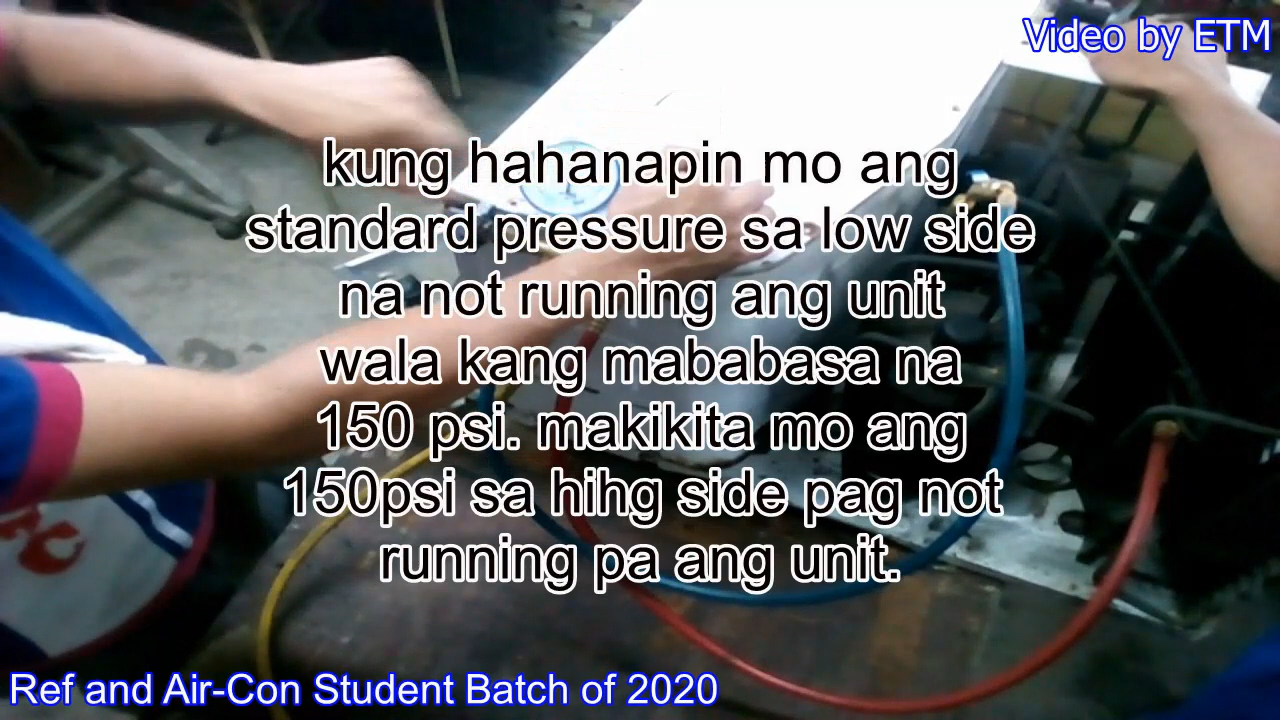 Video by ETM
kung hahanapin mo ang
standard pressure sa low side
na not running ang unit
wala kang mababasa na
150 psi. makikita mo ang
150psi sa hihg side pag not
running pa ang unit.
Ref and Air-Con Student Batch of 2020